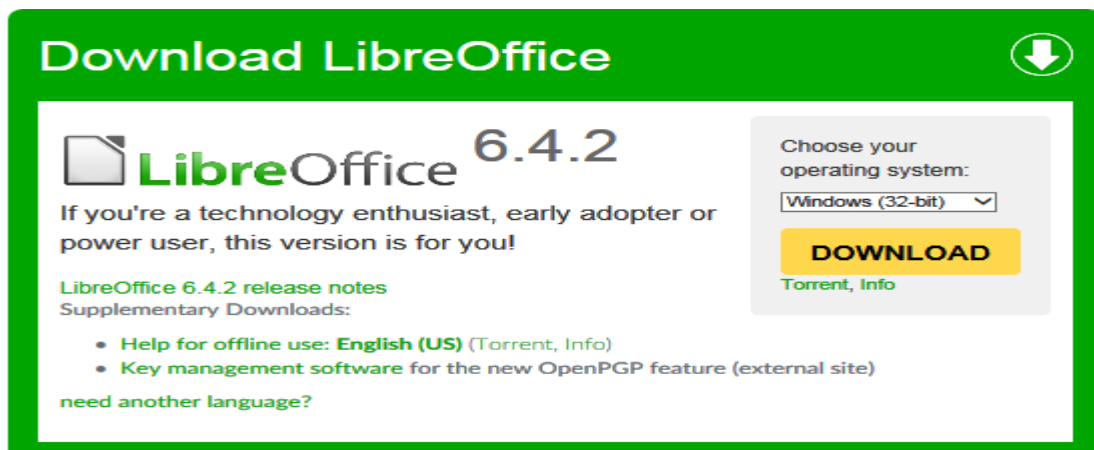 Download LibreOffice
LibreOffice 6.4.2
If you're a technology enthusiast, early adopter or
power user, this version is for you!
LibreOffice 6.4.2 release notes
Supplementary Downloads:
• Help for offline use: English (US) (Torrent, Info)
• Key management software for the new OpenPGP feature (external site)
need another language?
Choose your
operating system:
Windows (32-bit)
DOWNLOAD
Torrent, Info